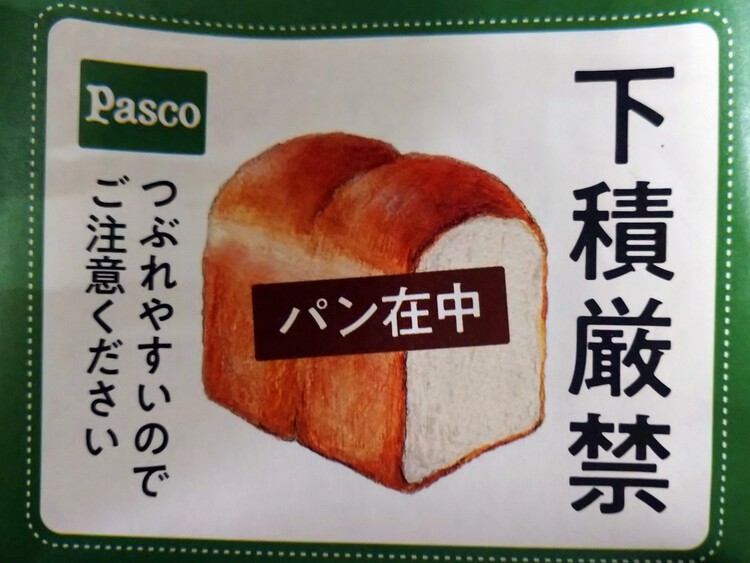 下積厳禁
パン在中
Pasco
つぶれやすいので
ご注意ください